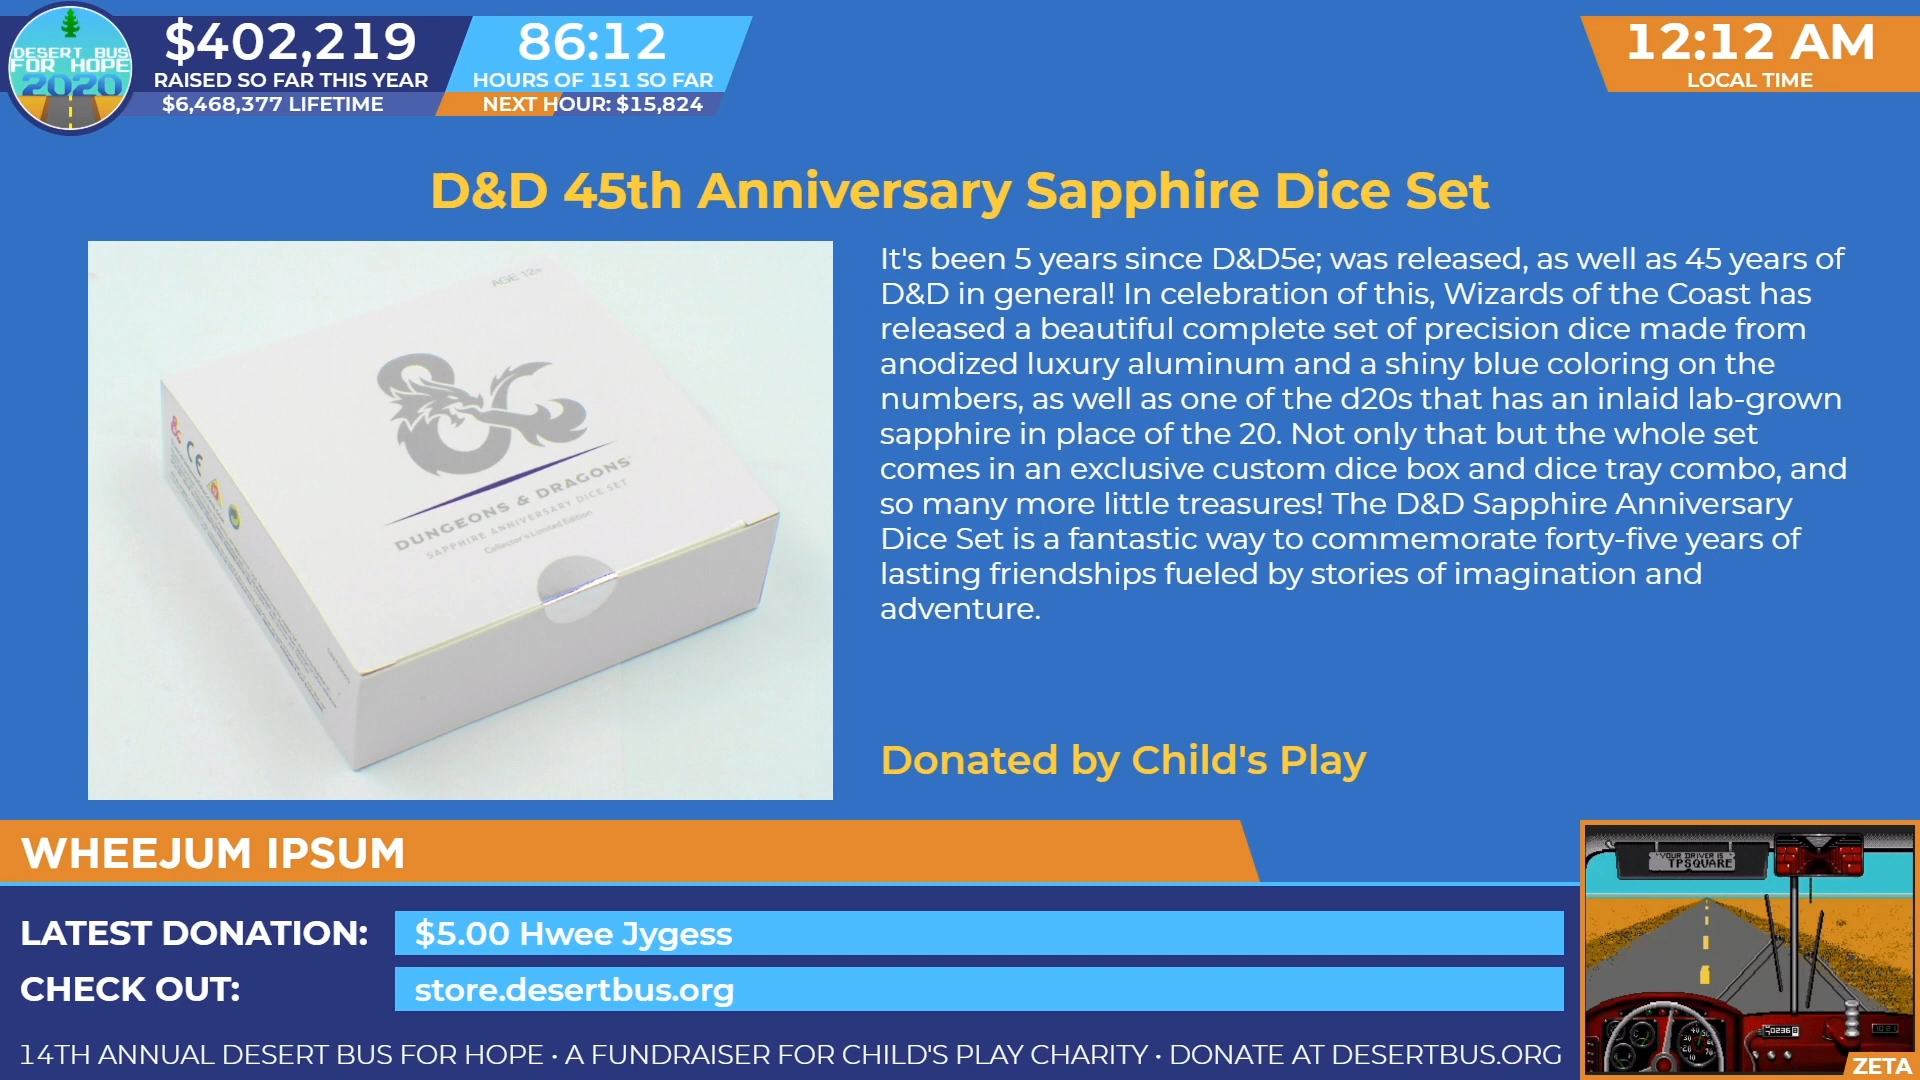 DESERT BUS
FOR HOPE
2020
$402,219
RAISED SO FAR THIS YEAR
$6,468,377 LIFETIME
86:12
HOURS OF 151 SO FAR
NEXT HOUR: $15,824
12:12 AM
LOCAL TIME
D&D 45th Anniversary Sapphire Dice Set
AGE 12+
DUNGEONS & DRAGONS
SAPPHIRE ANNIVERSARY DICE SET
Collector's Limited Edition
CE
It's been 5 years since D&D5e; was released, as well as 45 years of
D&D in general! In celebration of this, Wizards of the Coast has
released a beautiful complete set of precision dice made from
anodized luxury aluminum and a shiny blue coloring on the
numbers, as well as one of the d20s that has an inlaid lab-grown
sapphire in place of the 20. Not only that but the whole set
comes in an exclusive custom dice box and dice tray combo, and
so many more little treasures! The D&D Sapphire Anniversary
Dice Set is a fantastic way to commemorate forty-five years of
lasting friendships fueled by stories of imagination and
adventure.
Donated by Child's Play
WHEEJUM IPSUM
LATEST DONATION:
$5.00 Hwee Jygess
CHECK OUT:
store.desertbus.org
14TH ANNUAL DESERT BUS FOR HOPE • A FUNDRAISER FOR CHILD'S PLAY CHARITY • DONATE AT DESERTBUS.ORG
YOUR DRIVER IS
TPSQUARE
ZETA